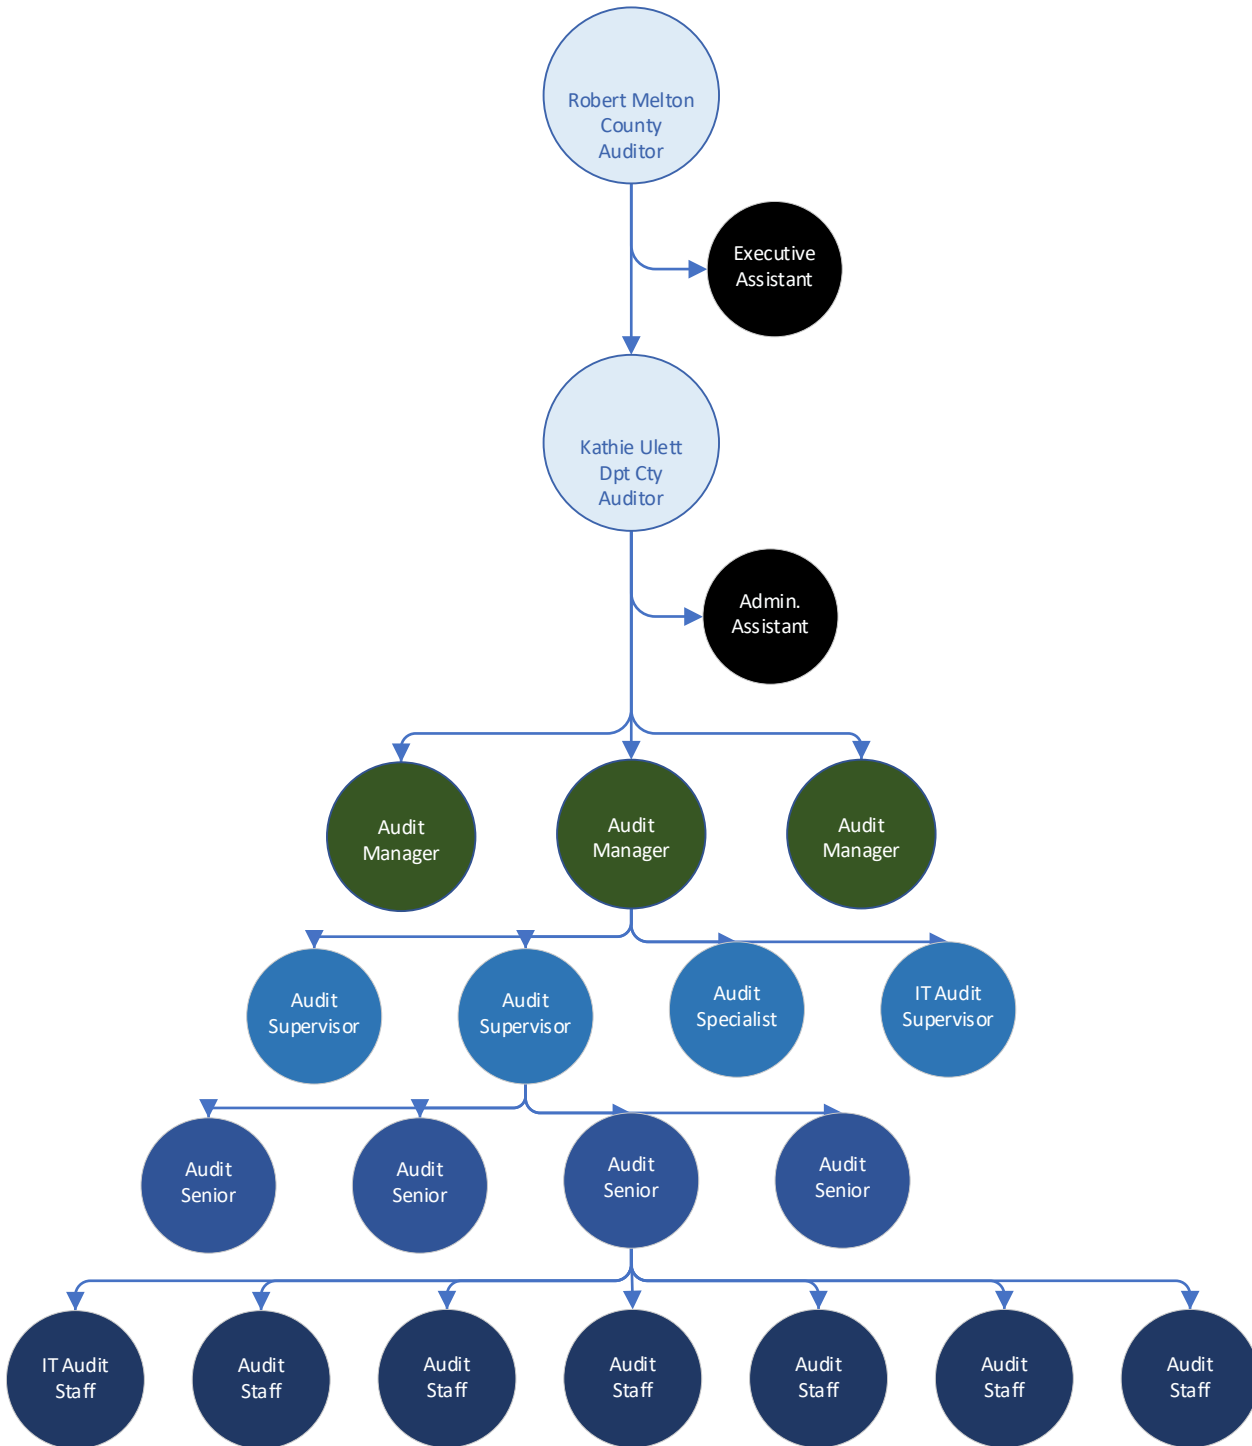 Robert Melton
County
Auditor
Executive
Assistant
Kathie Ulett
Dpt Cty
Auditor
Admin.
Assistant
Audit
Manager
Audit
Manager
Audit
Manager
Audit
Supervisor
Audit
Supervisor
Audit
Specialist
IT Audit
Supervisor
Audit
Senior
Audit
Senior
Audit
Senior
Audit
Senior
IT Audit
Staff
Audit
Staff
Audit
Staff
Audit
Staff
Audit
Staff
Audit
Staff
Audit
Staff